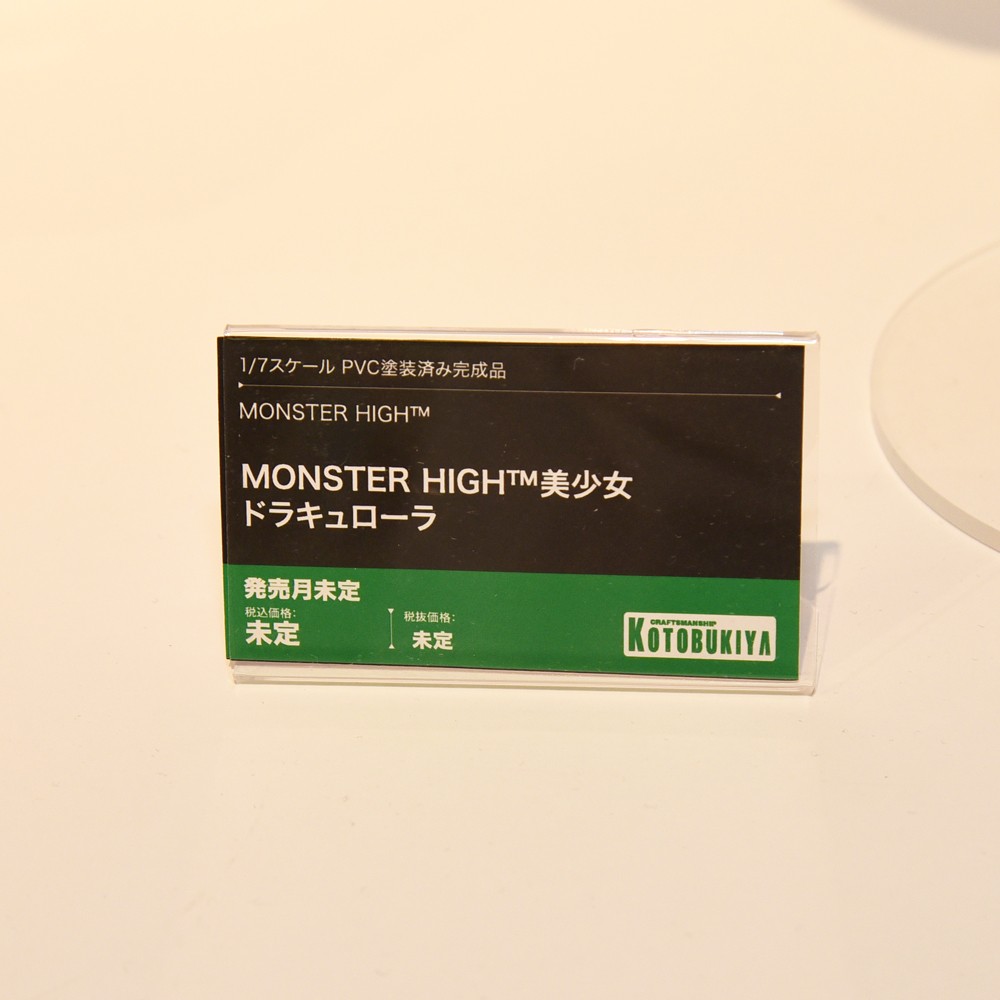 1/7スケール PVC塗装済み完成品
MONSTER HIGH™
MONSTER HIGH™美少女
ドラキュローラ
発売月未定
税込価格:
未定
税抜価格:
未定
CRAFTSMANSHIP
KOTOBUKIYA